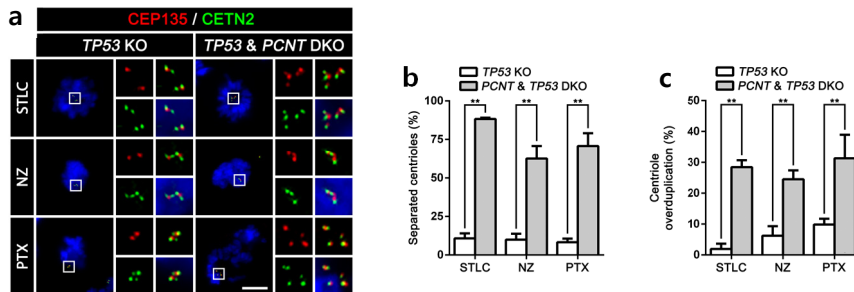 a
CEP135 / CETN2
TP53 KO
TP53 & PCNT DKO
STLC
NZ
PTX
b
TP53 KO
PCNT & TP53 DKO
Separated centrioles (%)
100
75
50
25
0
**
**
**
STLC
NZ
PTX
c
TP53 KO
PCNT & TP53 DKO
Centriole
overduplication (%)
50
40
30
20
10
0
**
**
**
STLC
NZ
PTX